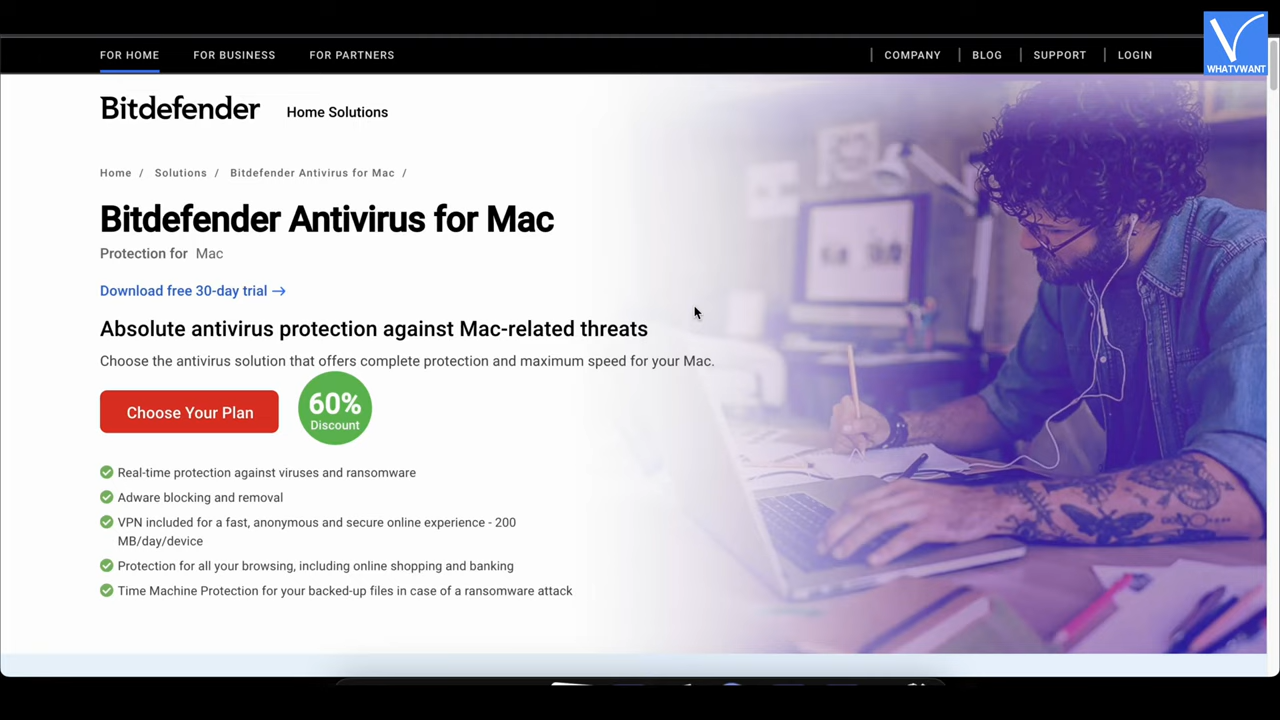 FOR HOME FOR BUSINESS FOR PARTNERS COMPANY BLOG SUPPORT LOGIN
WHATVWANT
Bitdefender Home Solutions
Home / Solutions / Bitdefender Antivirus for Mac /
Bitdefender Antivirus for Mac
Protection for Mac
Download free 30-day trial →
Absolute antivirus protection against Mac-related threats
Choose the antivirus solution that offers complete protection and maximum speed for your Mac.
Choose Your Plan
60%
Discount
Real-time protection against viruses and ransomware
Adware blocking and removal
VPN included for a fast, anonymous and secure online experience - 200
MB/day/device
Protection for all your browsing, including online shopping and banking
Time Machine Protection for your backed-up files in case of a ransomware attack